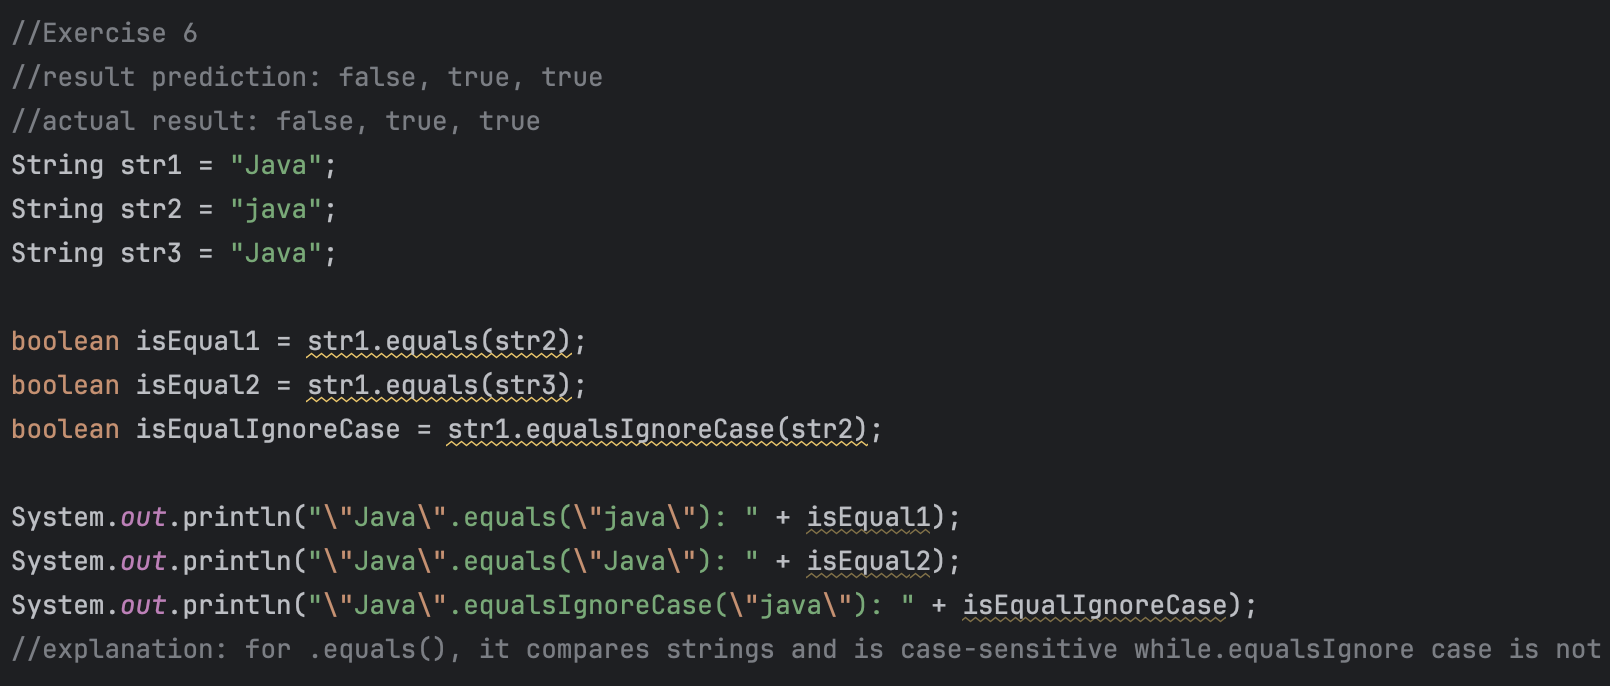 //Exercise 6
//result prediction: false, true, true
//actual result: false, true, true
String str1 = "Java";
String str2 = "java";
String str3 = "Java";
boolean isEqual1 = str1.equals(str2);
boolean isEqual2 = str1.equals(str3);
boolean isEqualIgnoreCase = str1.equalsIgnoreCase(str2);
System.out.println("\"Java\".equals(\"java\"): " + isEqual1);
System.out.println("\"Java\".equals(\"Java\"): " + isEqual2);
System.out.println("\"Java\".equalsIgnoreCase(\"java\"): " + isEqualIgnoreCase);
//explanation: for .equals(), it compares strings and is case-sensitive while.equalsIgnore case is not